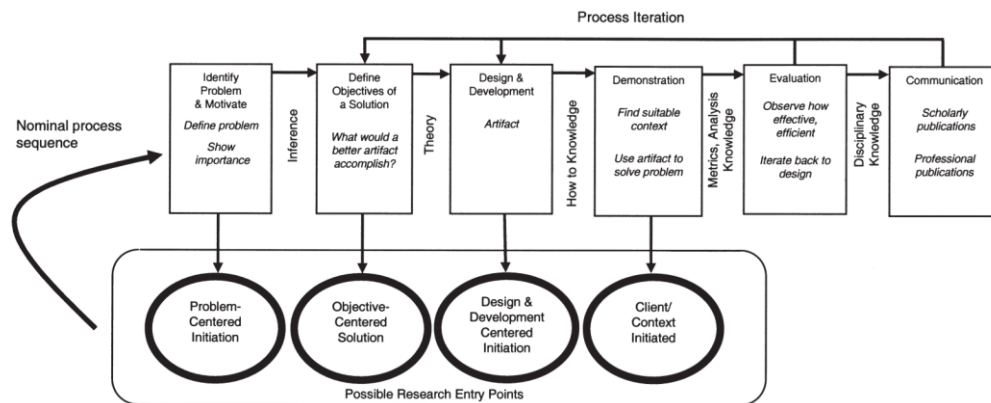 Process Iteration
Nominal process
sequence
Identify
Problem
& Motivate
Define problem
Show
importance
Inference
Define
Objectives of
a Solution
What would a
better artifact
accomplish?
Theory
Design &
Development
Artifact
How to Knowledge
Demonstration
Find suitable
context
Use artifact to
solve problem
Metrics, Analysis
Knowledge
Evaluation
Observe how
effective,
efficient
Iterate back to
design
Disciplinary
Knowledge
Communication
Scholarly
publications
Professional
publications
Problem-
Centered
Initiation
Objective-
Centered
Solution
Design &
Development
Centered
Initiation
Client/
Context
Initiated
Possible Research Entry Points